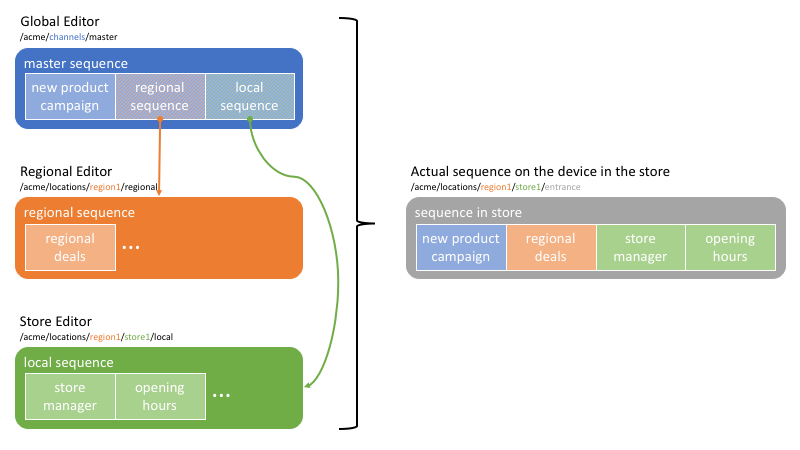 Global Editor
/acme/channels/master
master sequence
new product
campaign
regional
sequence
local
sequence
Regional Editor
/acme/locations/region1/regional
regional sequence
regional
deals
...
Store Editor
/acme/locations/region1/store1/local
local sequence
store
manager
opening
hours
...
Actual sequence on the device in the store
/acme/locations/region1/store1/entrance
sequence in store
new product
campaign
regional
deals
store
manager
opening
hours